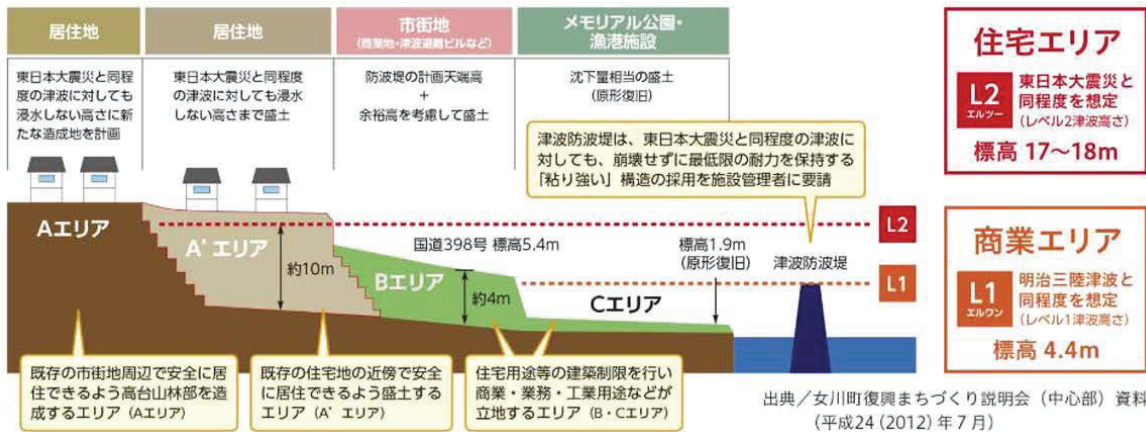 居住地
居住地
市街地
(商業地・津波避難ビルなど)
メモリアル公園・
漁港施設
東日本大震災と同程
度の津波に対しても
浸水しない高さに新
たな造成地を計画
東日本大震災と同程度
の津波に対しても浸水
しない高さまで盛土
防波堤の計画天端高
+
余裕高を考慮して盛土
沈下量相当の盛土
(原形復旧)
津波防波堤は、東日本大震災と同程度の津波に
対しても、崩壊せずに最低限の耐力を保持する
「粘り強い」構造の採用を施設管理者に要請
Aエリア
A'エリア
約10m
Bエリア
国道398号 標高5.4m
約4m
Cエリア
標高1.9m
(原形復旧)
津波防波堤
L2
L1
既存の市街地周辺で安全に居
住できるよう高台山林部を造
成するエリア(Aエリア)
既存の住宅地の近傍で安全
に居住できるよう盛土する
エリア(A'エリア)
住宅用途等の建築制限を行い
商業・業務・工業用途などが
立地するエリア(B・Cエリア)
住宅エリア
L2
エルツー
東日本大震災と
同程度を想定
(レベル2津波高さ)
標高 17〜18m
商業エリア
L1
エルワン
明治三陸津波と
同程度を想定
(レベル1津波高さ)
標高 4.4m
出典/女川町復興まちづくり説明会(中心部)資料
(平成24(2012)年7月)